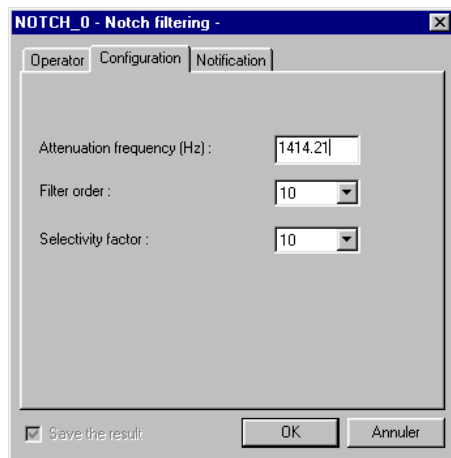 NOTCH_0 - Notch filtering -
Operator Configuration Notification
Attenuation frequency (Hz) : 1414.21
Filter order : 10
Selectivity factor : 10
Save the result OK Annuler